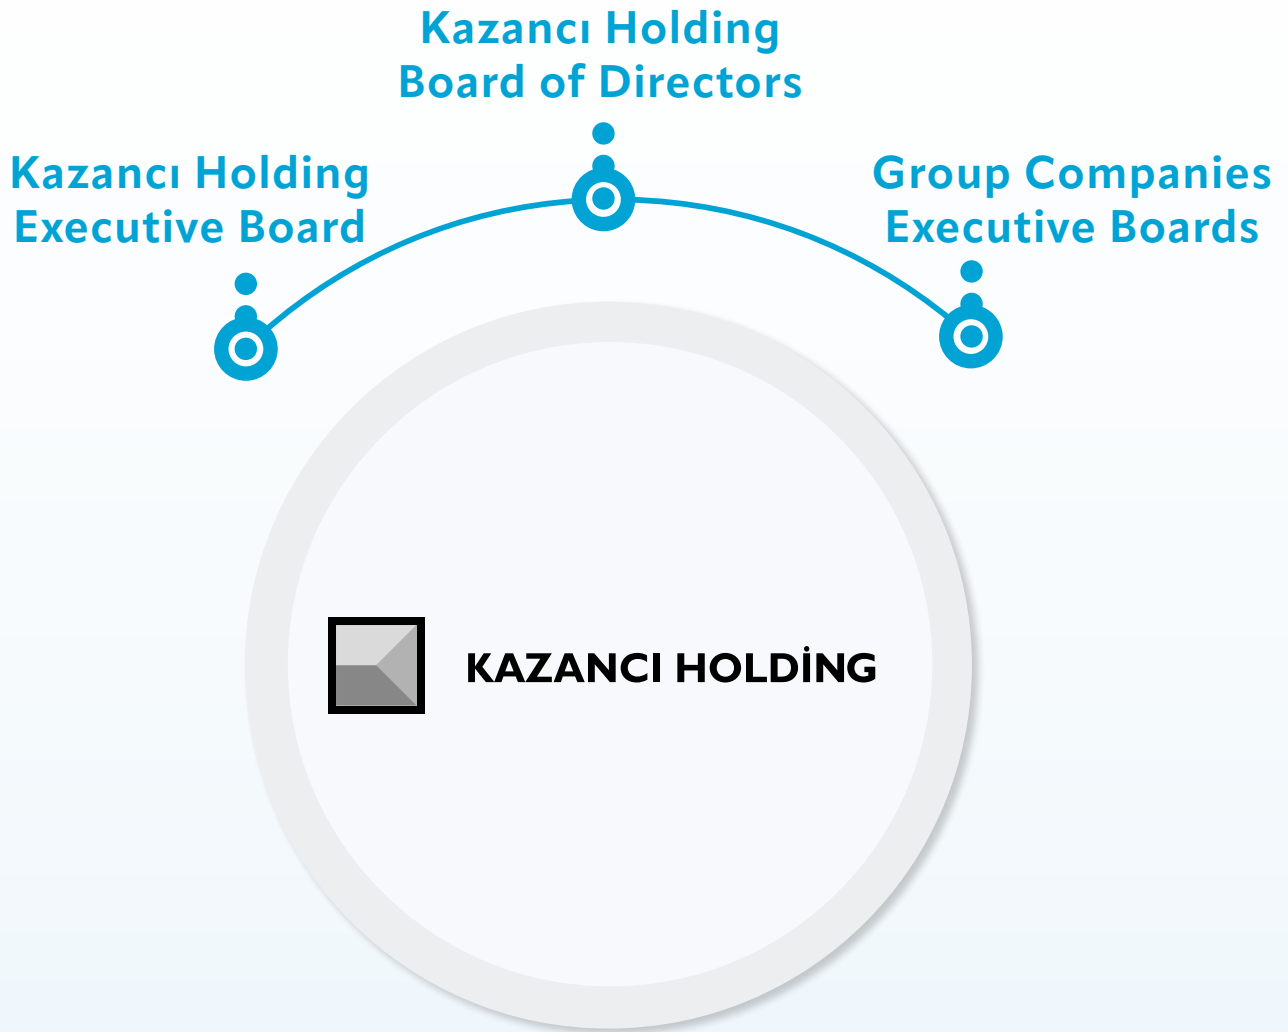 Kazancı Holding
Board of Directors
Kazancı Holding
Executive Board
Group Companies
Executive Boards
KAZANCI HOLDİNG